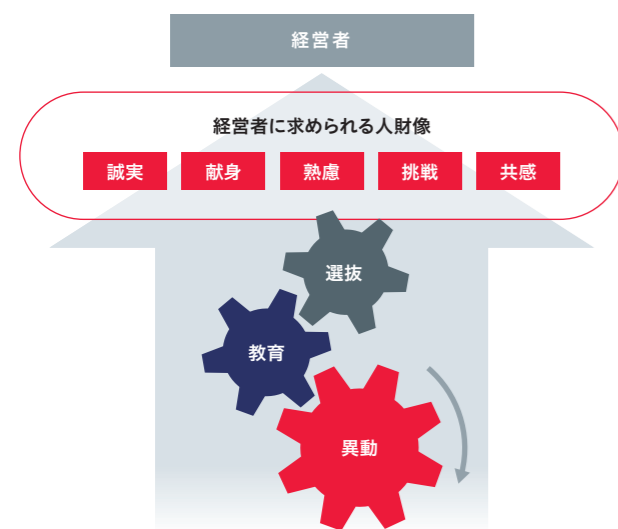 経営者
経営者に求められる人財像
誠実 献身 熟慮 挑戦 共感
選抜
教育
異動